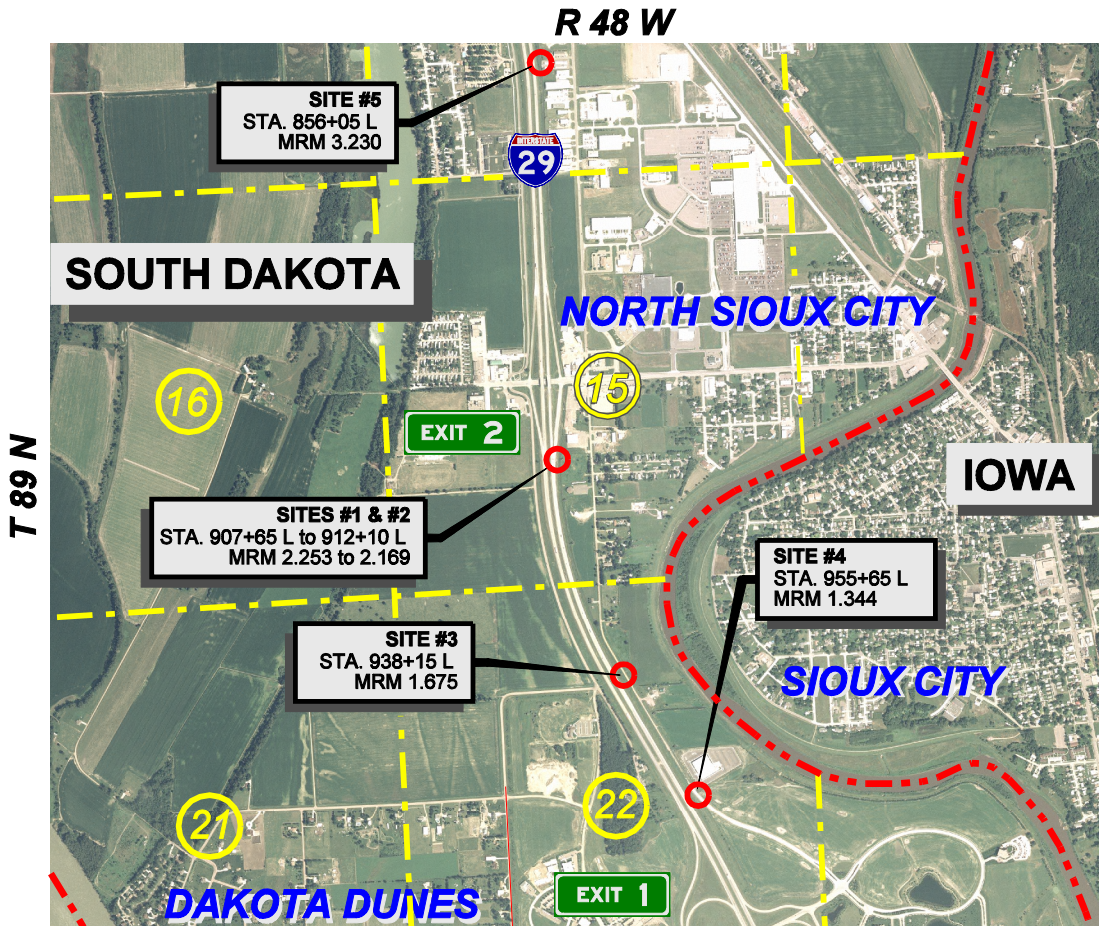 R 48 W
SITE #5
STA. 856+05 L
MRM 3.230
INTERSTATE
29
SOUTH DAKOTA
NORTH SIOUX CITY
16
15
EXIT 2
T 89 N
IOWA
SITES #1 & #2
STA. 907+65 L to 912+10 L
MRM 2.253 to 2.169
SITE #4
STA. 955+65 L
MRM 1.344
SITE #3
STA. 938+15 L
MRM 1.675
SIOUX CITY
21
22
DAKOTA DUNES
EXIT 1